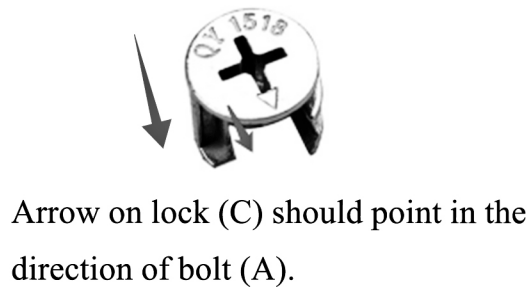 QY 1518
Arrow on lock (C) should point in the
direction of bolt (A).